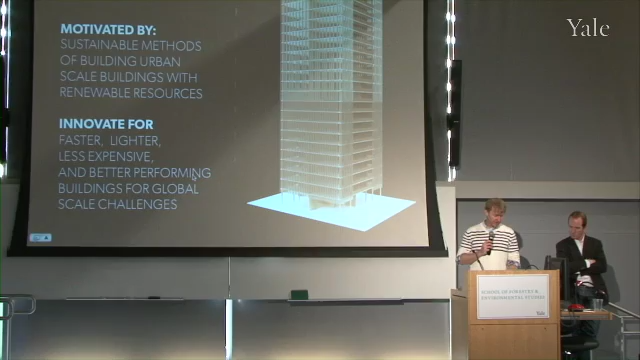 MOTIVATED BY:
SUSTAINABLE METHODS
OF BUILDING URBAN
SCALE BUILDINGS WITH
RENEWABLE RESOURCES
INNOVATE FOR
FASTER, LIGHTER,
LESS EXPENSIVE,
AND BETTER PERFORMING
BUILDINGS FOR GLOBAL
SCALE CHALLENGES
Yale
SCHOOL OF FORESTRY &
ENVIRONMENTAL STUDIES
Yale